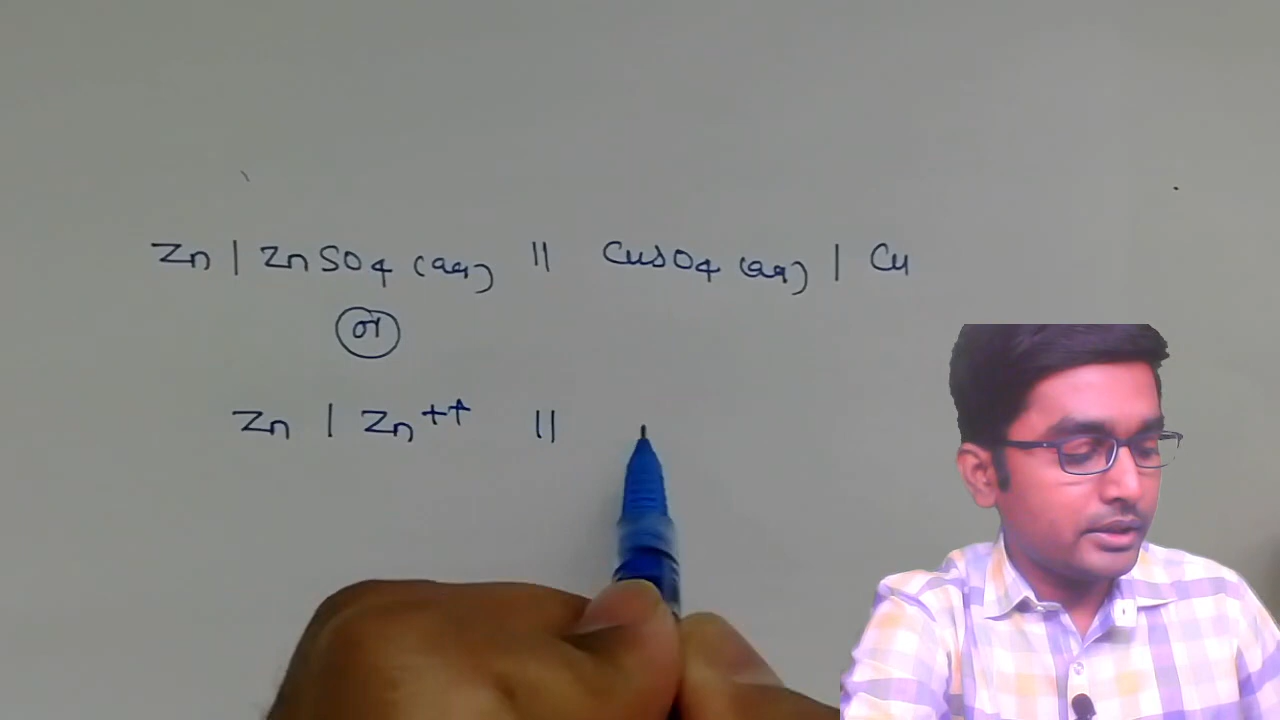 Zn | ZnSO4 (aq) || CuSO4 (aq) | Cu
or
Zn | Zn++ ||